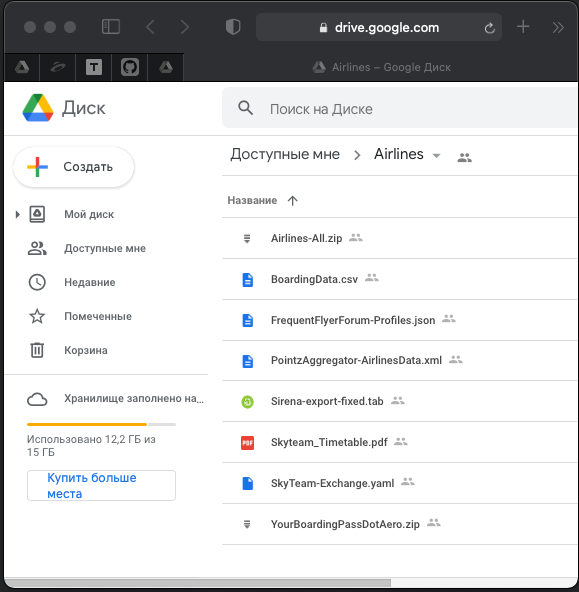 drive.google.com
T
Airlines – Google Диск
Диск
Поиск на Диске
Создать
Доступные мне
Airlines
Мой диск
Доступные мне
Недавние
Помеченные
Корзина
Хранилище заполнено на...
Использовано 12,2 ГБ из
15 ГБ
Купить больше
места
Название
Airlines-All.zip
BoardingData.csv
FrequentFlyerForum-Profiles.json
PointzAggregator-AirlinesData.xml
Sirena-export-fixed.tab
PDF
Skyteam_Timetable.pdf
SkyTeam-Exchange.yaml
YourBoardingPassDotAero.zip